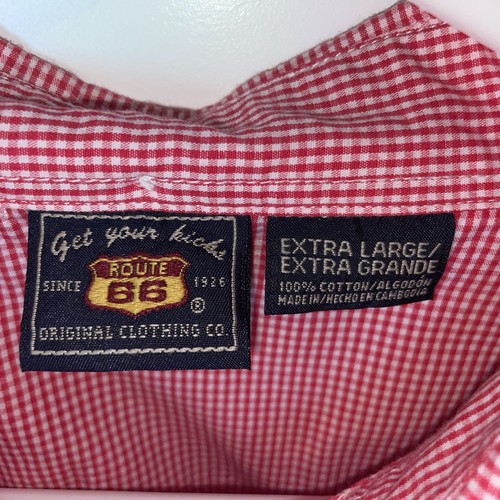 Get your kicks
ROUTE
66
SINCE 1926
®
ORIGINAL CLOTHING CO.
EXTRA LARGE/
EXTRA GRANDE
100% COTTON/ALGODÓN
MADE IN/HECHO EN CAMBODIA